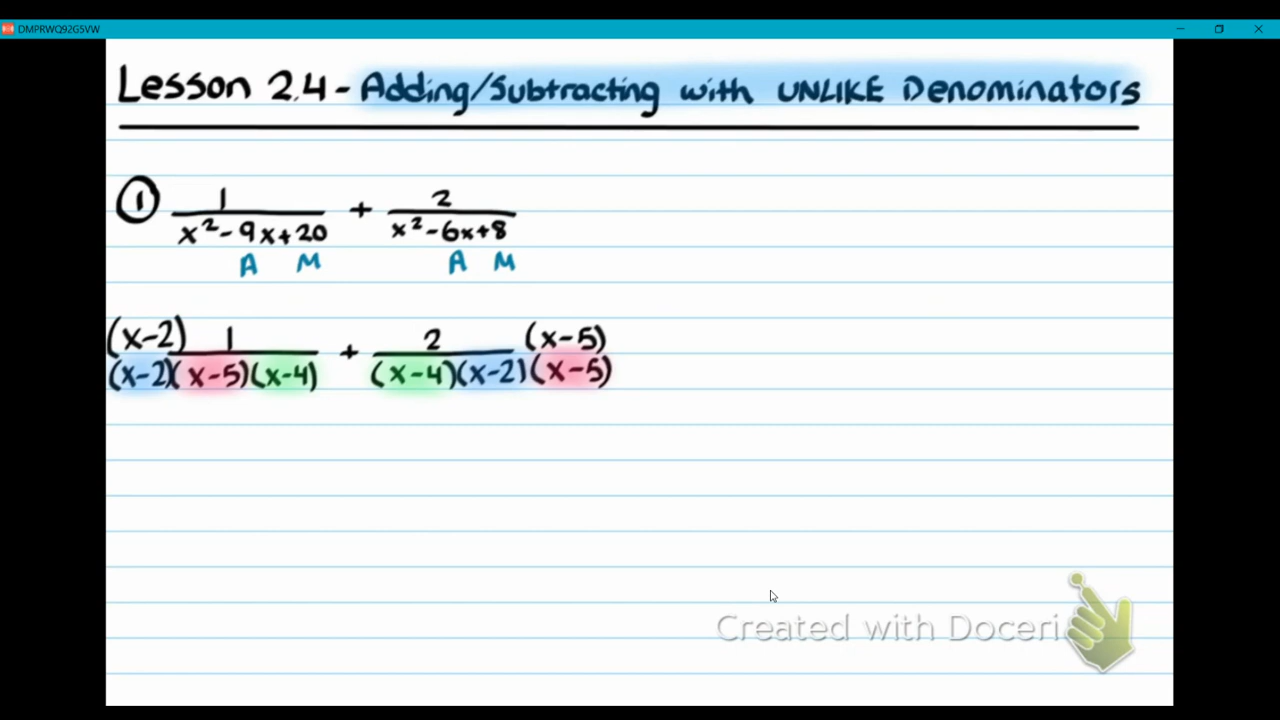 DMPRWQ92G5VW
Lesson 2.4 - Adding/Subtracting with UNLIKE Denominators
① 1 + 2
x² - 9x + 20 x² - 6x + 8
A M A M
(x-2) 1 + 2 (x-5)
(x-2)(x-5)(x-4) (x-4)(x-2)(x-5)
Created with Doceri